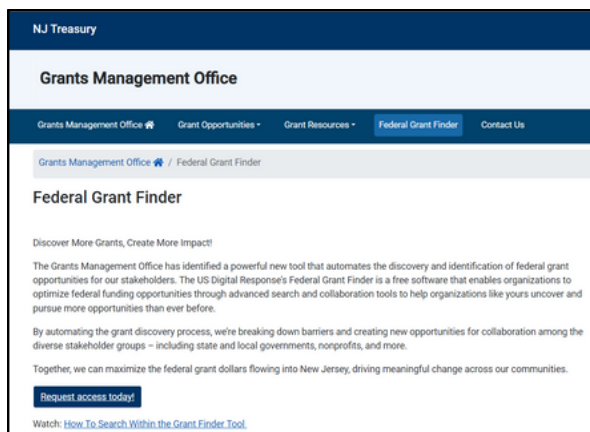 NJ Treasury
Grants Management Office
Grants Management Office Grant Opportunities Grant Resources Federal Grant Finder Contact Us
Grants Management Office / Federal Grant Finder
Federal Grant Finder
Discover More Grants, Create More Impact!
The Grants Management Office has identified a powerful new tool that automates the discovery and identification of federal grant
opportunities for our stakeholders. The US Digital Response's Federal Grant Finder is a free software that enables organizations to
optimize federal funding opportunities through advanced search and collaboration tools to help organizations like yours uncover and
pursue more opportunities than ever before.
By automating the grant discovery process, we're breaking down barriers and creating new opportunities for collaboration among the
diverse stakeholder groups – including state and local governments, nonprofits, and more.
Together, we can maximize the federal grant dollars flowing into New Jersey, driving meaningful change across our communities.
Request access today!
Watch: How To Search Within the Grant Finder Tool